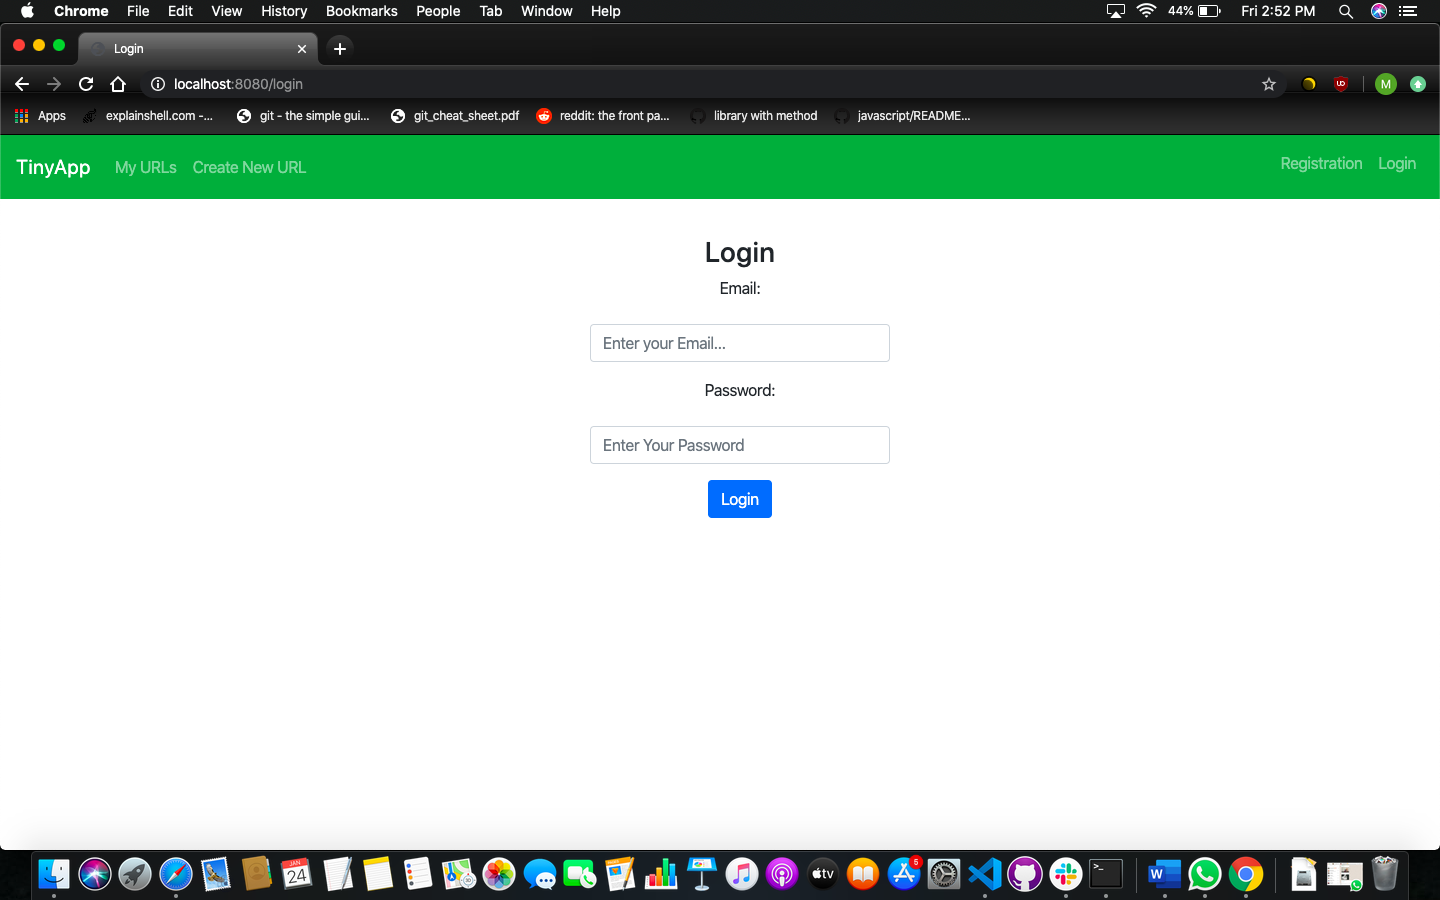 Chrome File Edit View History Bookmarks People Tab Window Help 44% Fri 2:52 PM
Login
localhost:8080/login M
Apps explainshell.com -... git - the simple gui... git_cheat_sheet.pdf reddit: the front pa... library with method javascript/README...
TinyApp My URLs Create New URL Registration Login
Login
Email:
Enter your Email...
Password:
Enter Your Password
Login
JAN
24
tv
5
>_
W